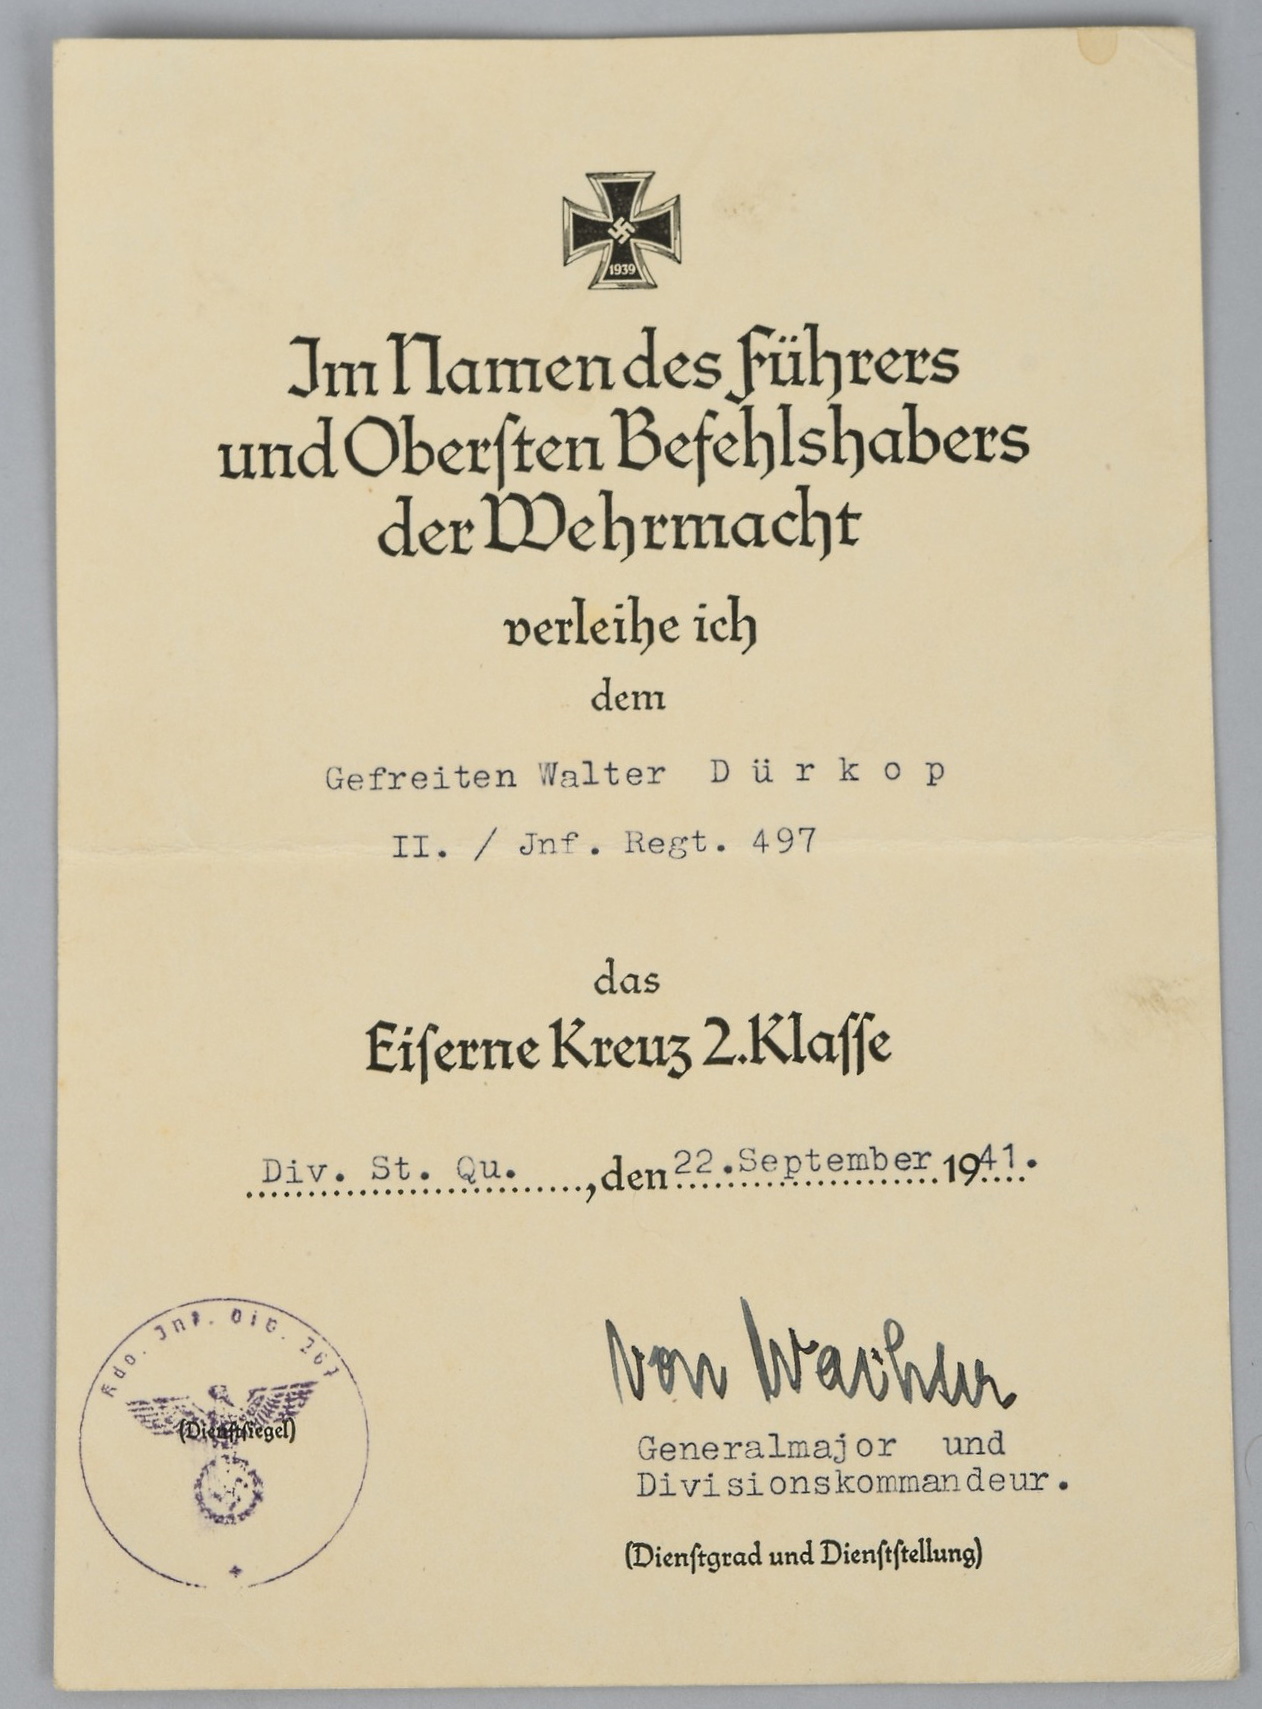 1939
Im Namen des Führers
und Oberſten Befehlshabers
der Wehrmacht
verleihe ich
dem
Gefreiten Walter D ü r k o p
II. / Jnf. Regt. 497
das
Eiſerne Kreuz 2. Klaſſe
Div. St. Qu. , den 22. September 1941.
Kdo. Jnf. Div. 267
(Dienſtſiegel)
von Wachter
Generalmajor und
Divisionskommandeur.
(Dienſtgrad und Dienſtſtellung)